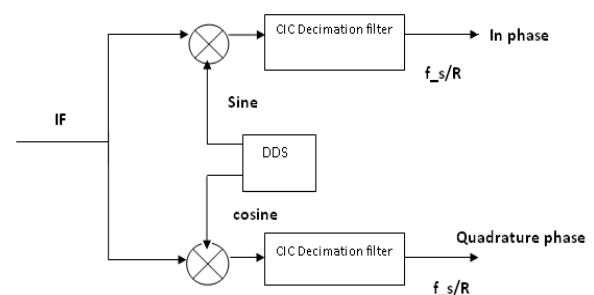 CIC Decimation filter
In phase
f_s/R
Sine
IF
DDS
cosine
Quadrature phase
CIC Decimation filter
f_s/R